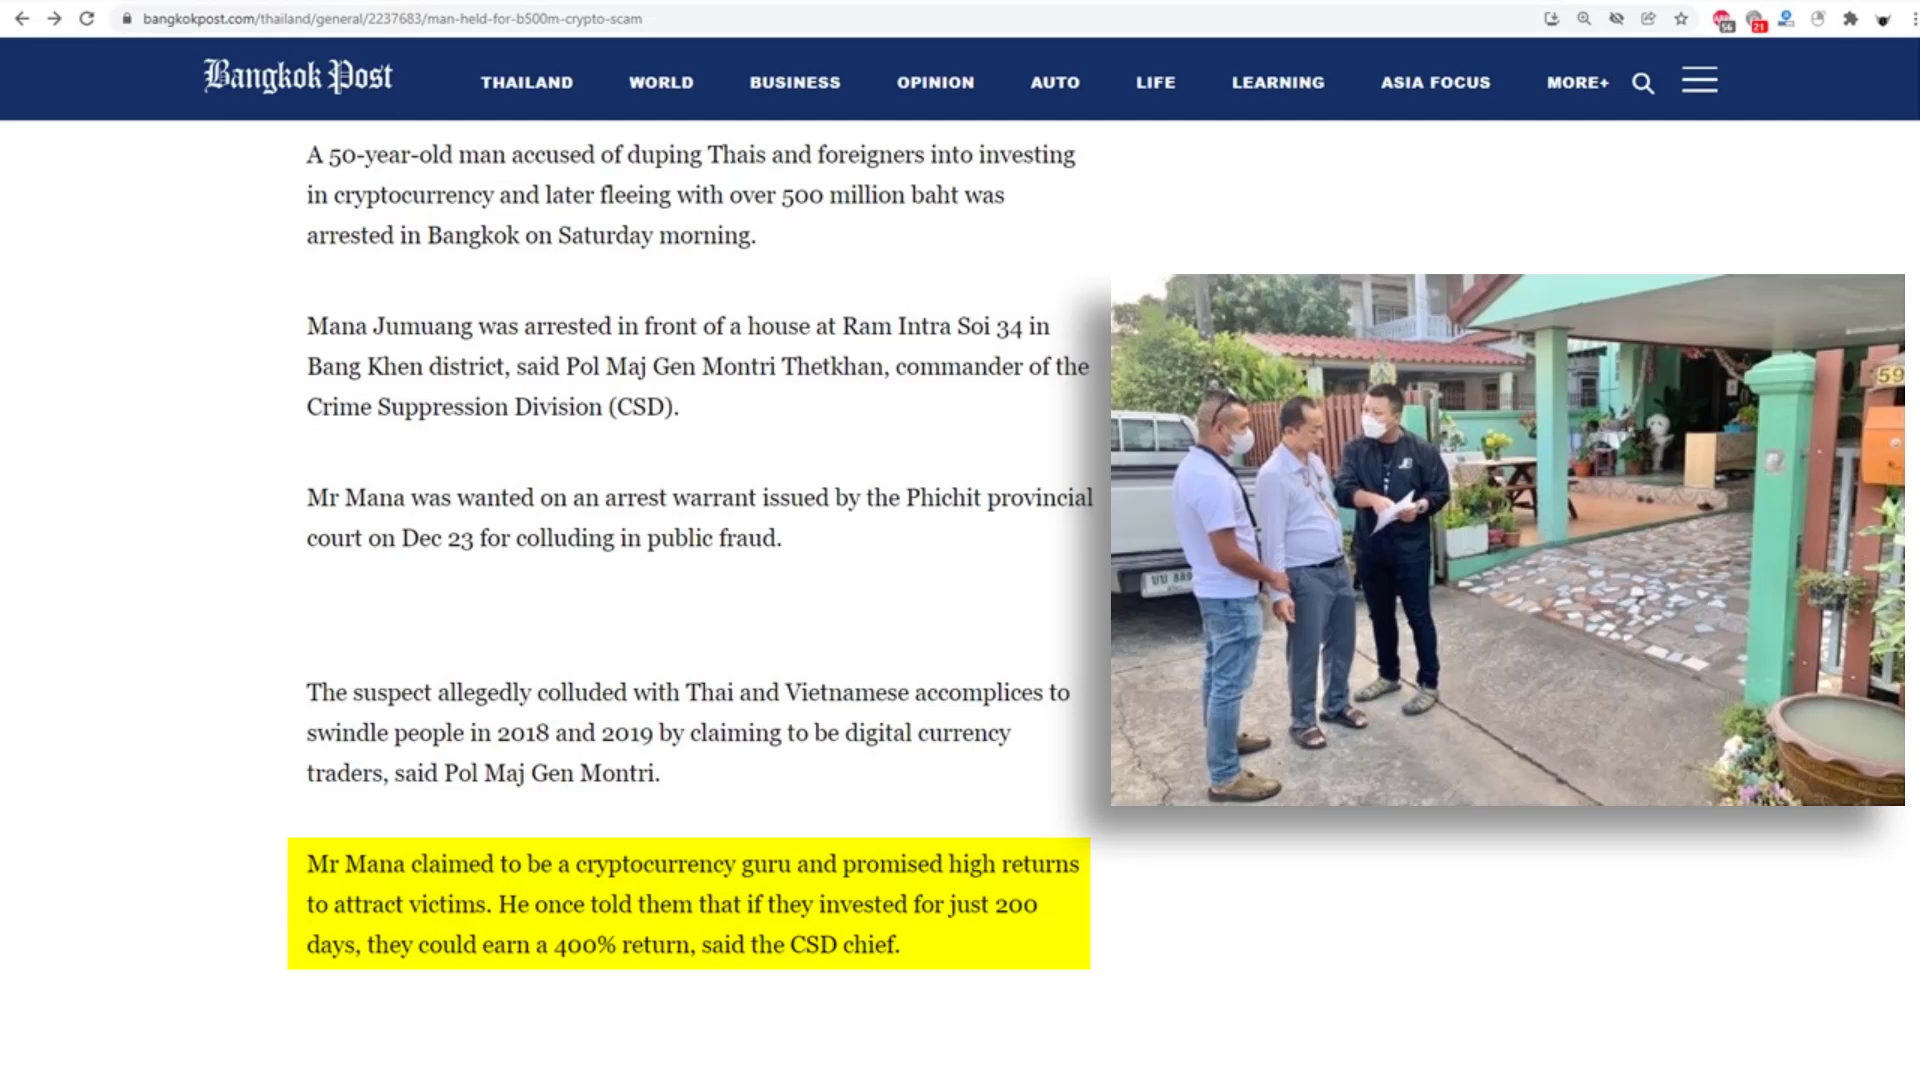 bangkokpost.com/thailand/general/2237683/man-held-for-b500m-crypto-scam
56
21
Bangkok Post
THAILAND WORLD BUSINESS OPINION AUTO LIFE LEARNING ASIA FOCUS MORE+
A 50-year-old man accused of duping Thais and foreigners into investing
in cryptocurrency and later fleeing with over 500 million baht was
arrested in Bangkok on Saturday morning.
Mana Jumuang was arrested in front of a house at Ram Intra Soi 34 in
Bang Khen district, said Pol Maj Gen Montri Thetkhan, commander of the
Crime Suppression Division (CSD).
Mr Mana was wanted on an arrest warrant issued by the Phichit provincial
court on Dec 23 for colluding in public fraud.
59
The suspect allegedly colluded with Thai and Vietnamese accomplices to
swindle people in 2018 and 2019 by claiming to be digital currency
traders, said Pol Maj Gen Montri.
Mr Mana claimed to be a cryptocurrency guru and promised high returns
to attract victims. He once told them that if they invested for just 200
days, they could earn a 400% return, said the CSD chief.